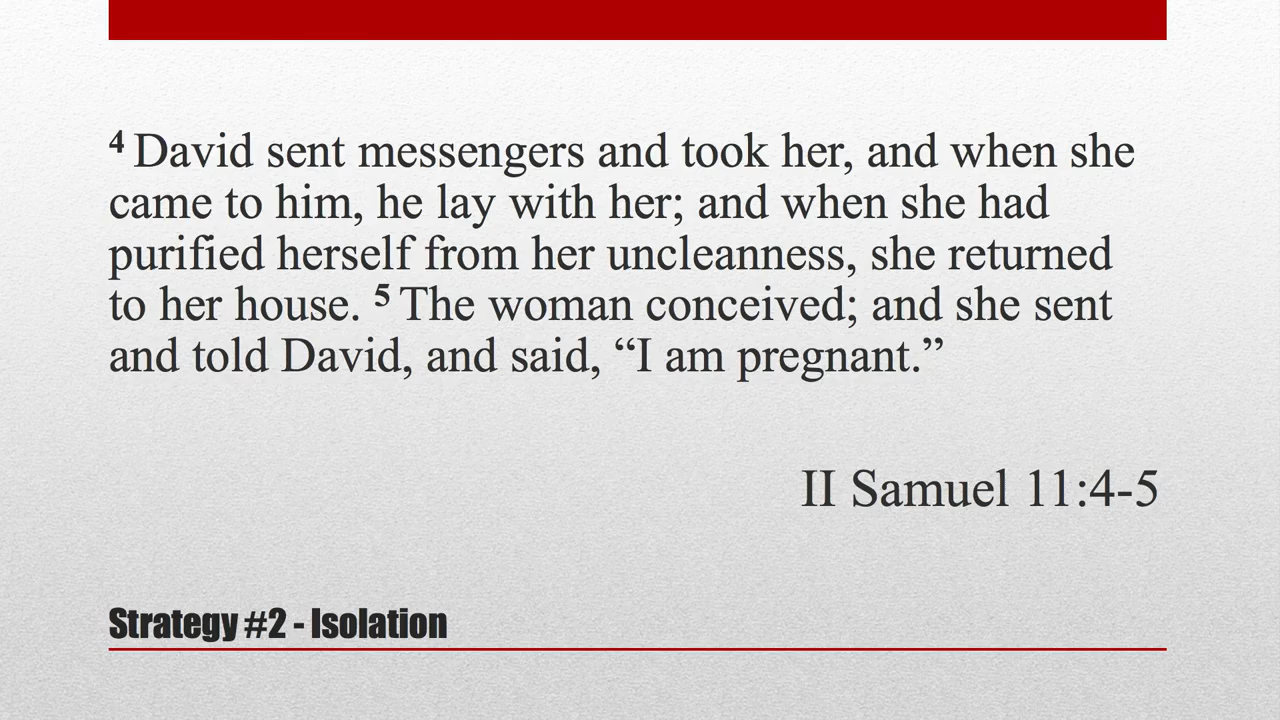 4 David sent messengers and took her, and when she
came to him, he lay with her; and when she had
purified herself from her uncleanness, she returned
to her house. 5 The woman conceived; and she sent
and told David, and said, “I am pregnant.”
II Samuel 11:4-5
Strategy #2 - Isolation